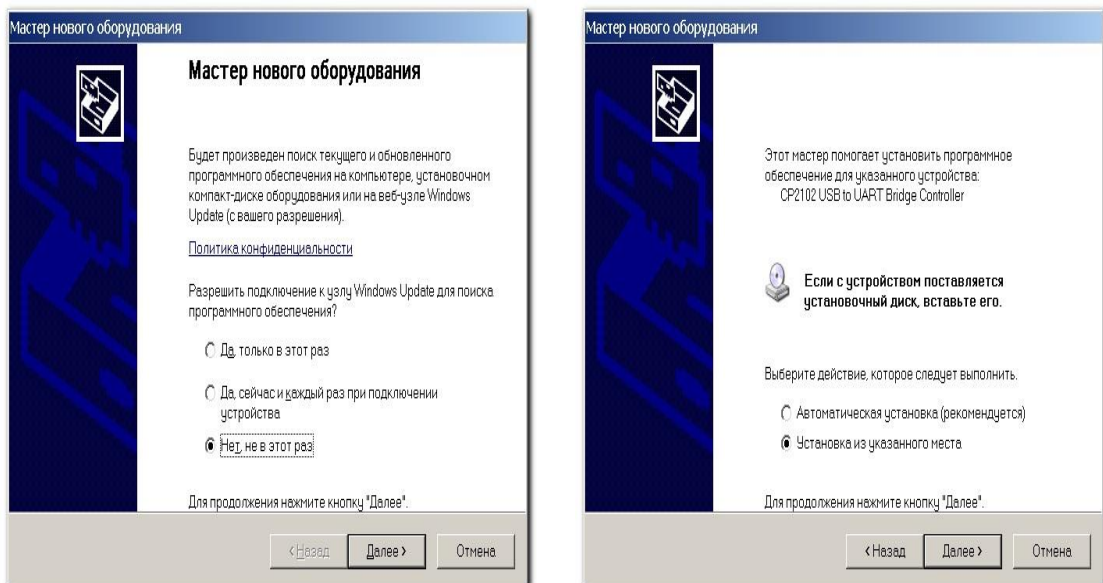 Мастер нового оборудования
Мастер нового оборудования
Будет произведен поиск текущего и обновленного
программного обеспечения на компьютере, установочном
компакт-диске оборудования или на веб-узле Windows
Update (с вашего разрешения).
Политика конфиденциальности
Разрешить подключение к узлу Windows Update для поиска
программного обеспечения?
Да, только в этот раз
Да, сейчас и каждый раз при подключении
устройства
Нет, не в этот раз
Для продолжения нажмите кнопку "Далее".
< Назад
Далее >
Отмена
Мастер нового оборудования
Этот мастер помогает установить программное
обеспечение для указанного устройства:
CP2102 USB to UART Bridge Controller
Если с устройством поставляется
установочный диск, вставьте его.
Выберите действие, которое следует выполнить.
Автоматическая установка (рекомендуется)
Установка из указанного места
Для продолжения нажмите кнопку "Далее".
< Назад
Далее >
Отмена